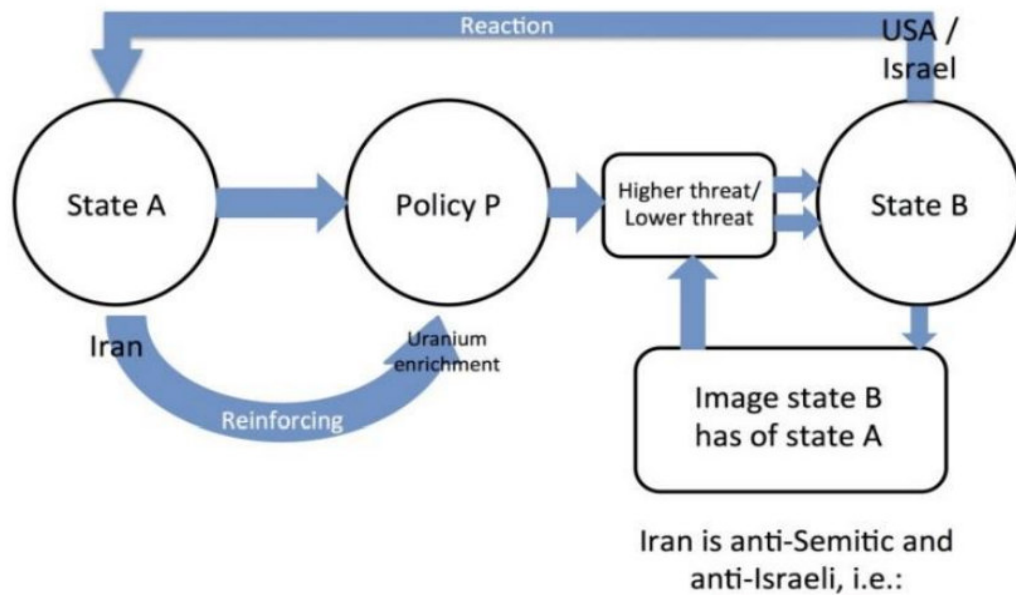 Reaction
USA /
Israel
State A
Policy P
Higher threat/
Lower threat
State B
Iran
Uranium
enrichment
Reinforcing
Image state B
has of state A
Iran is anti-Semitic and
anti-Israeli, i.e.: